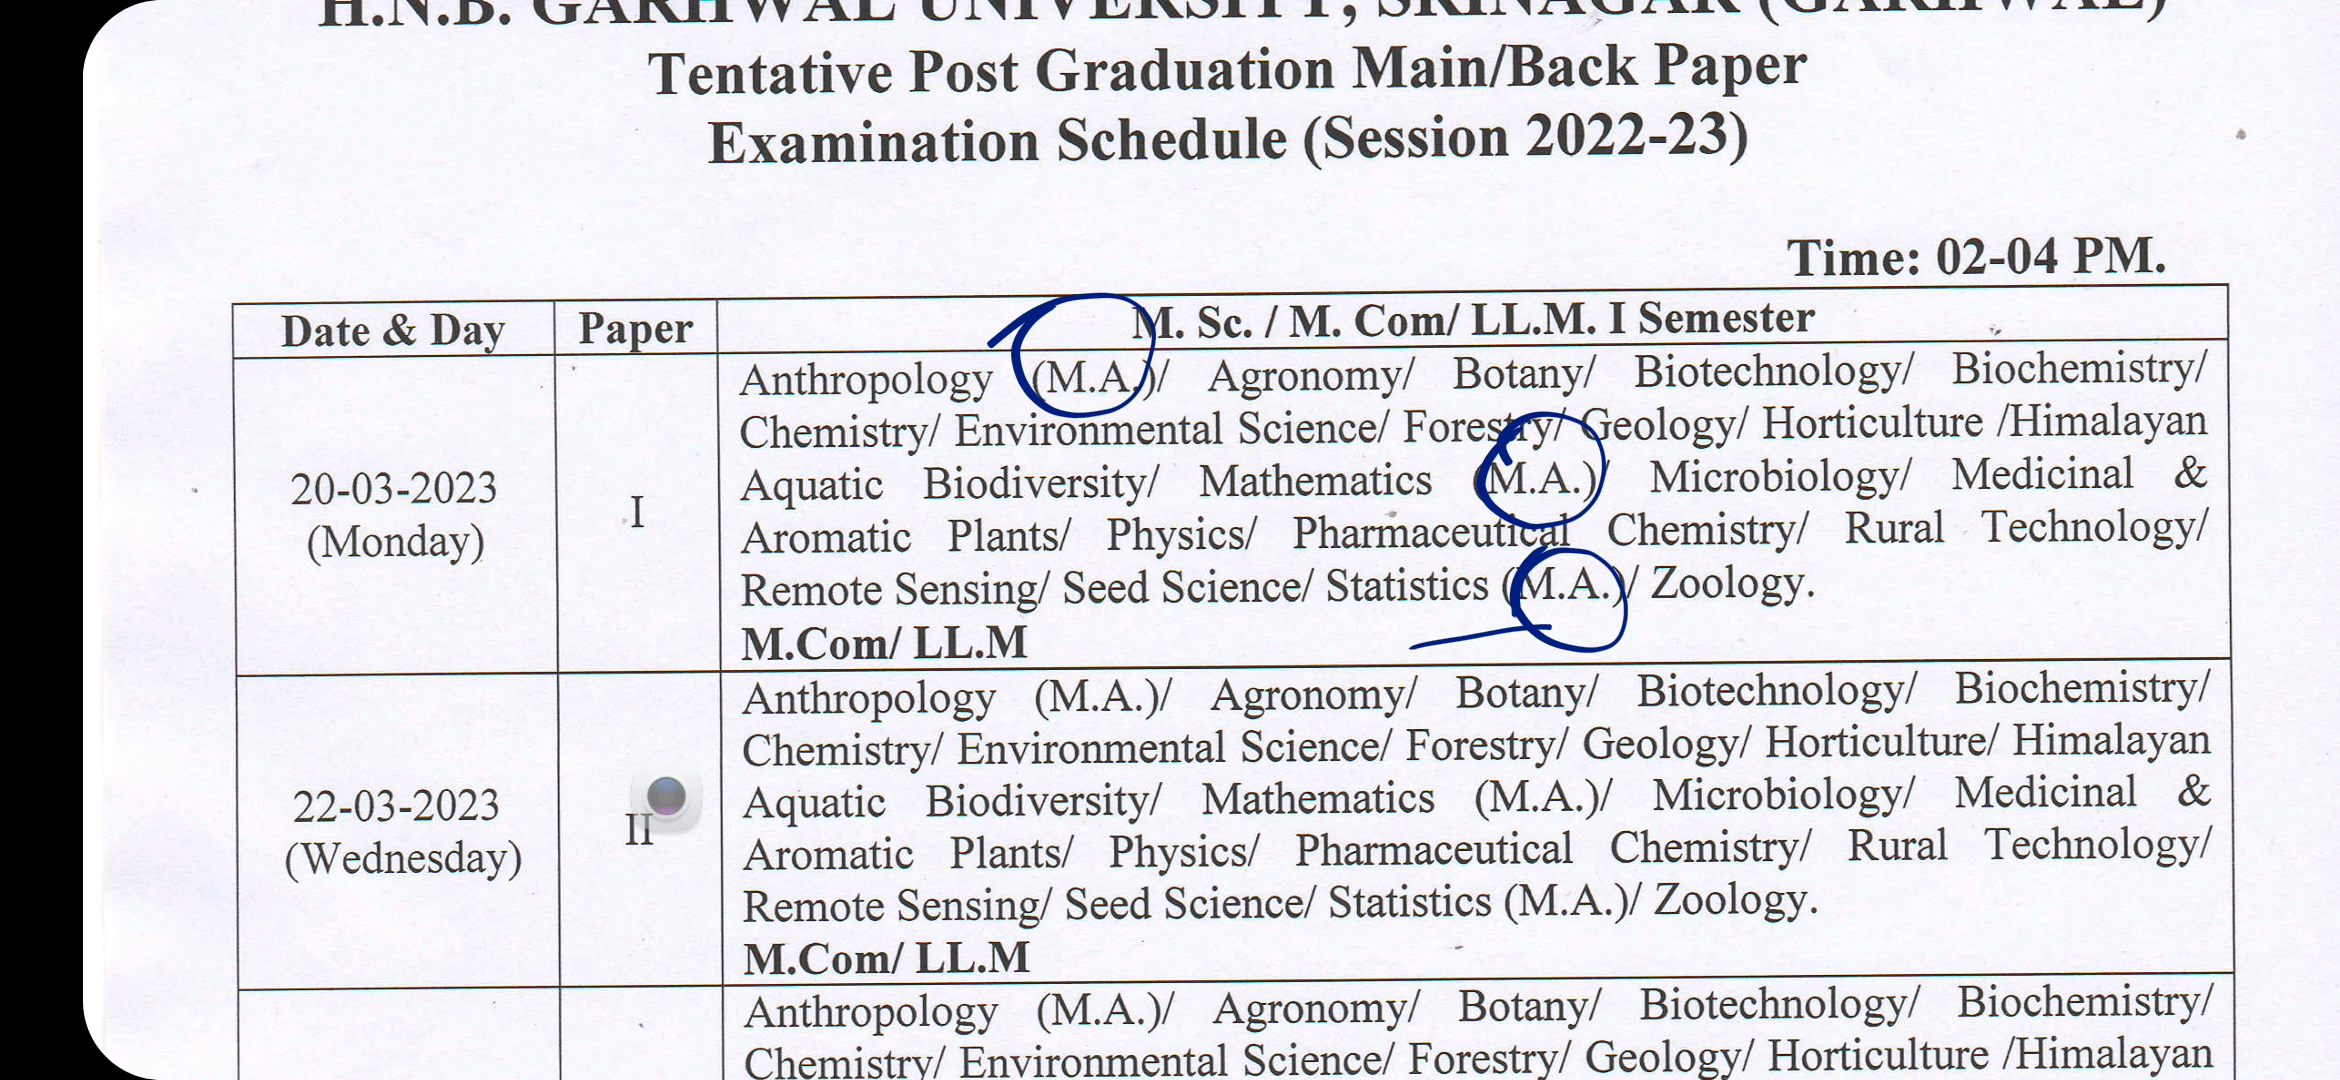 H.N.B. GARHWAL UNIVERSITY, SRINAGAR (GARHWAL)
Tentative Post Graduation Main/Back Paper
Examination Schedule (Session 2022-23)
Time: 02-04 PM.
Date & Day Paper M. Sc. / M. Com/ LL.M. I Semester
20-03-2023
(Monday)
I
Anthropology (M.A.)/ Agronomy/ Botany/ Biotechnology/ Biochemistry/
Chemistry/ Environmental Science/ Forestry/ Geology/ Horticulture /Himalayan
Aquatic Biodiversity/ Mathematics (M.A.)/ Microbiology/ Medicinal &
Aromatic Plants/ Physics/ Pharmaceutical Chemistry/ Rural Technology/
Remote Sensing/ Seed Science/ Statistics (M.A.)/ Zoology.
M.Com/ LL.M
22-03-2023
(Wednesday)
II
Anthropology (M.A.)/ Agronomy/ Botany/ Biotechnology/ Biochemistry/
Chemistry/ Environmental Science/ Forestry/ Geology/ Horticulture/ Himalayan
Aquatic Biodiversity/ Mathematics (M.A.)/ Microbiology/ Medicinal &
Aromatic Plants/ Physics/ Pharmaceutical Chemistry/ Rural Technology/
Remote Sensing/ Seed Science/ Statistics (M.A.)/ Zoology.
M.Com/ LL.M
Anthropology (M.A.)/ Agronomy/ Botany/ Biotechnology/ Biochemistry/
Chemistry/ Environmental Science/ Forestry/ Geology/ Horticulture /Himalayan